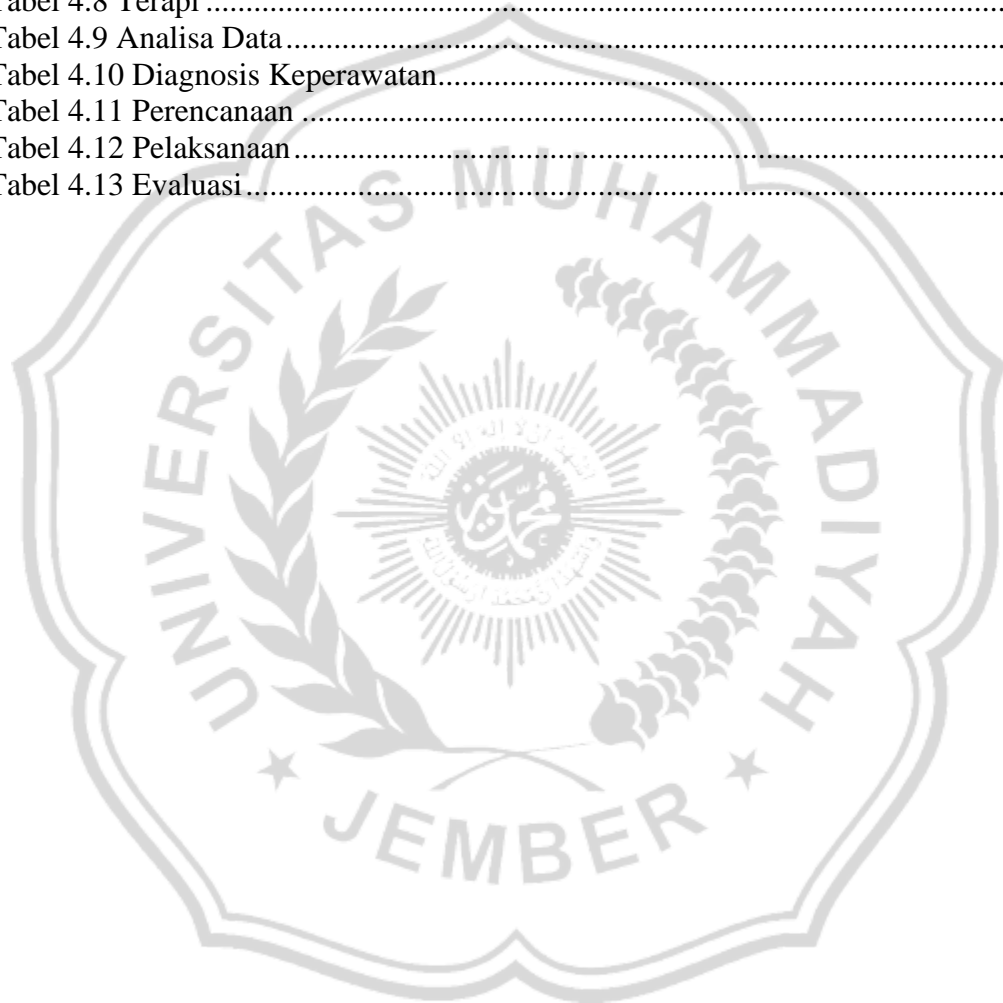 Tabel 4.8 Terapi ........................................................................................................
Tabel 4.9 Analisa Data ..............................................................................................
Tabel 4.10 Diagnosis Keperawatan...........................................................................
Tabel 4.11 Perencanaan ............................................................................................
Tabel 4.12 Pelaksanaan .............................................................................................
Tabel 4.13 Evaluasi ...................................................................................................
UNIVERSITAS MUHAMMADIYAH
JEMBER